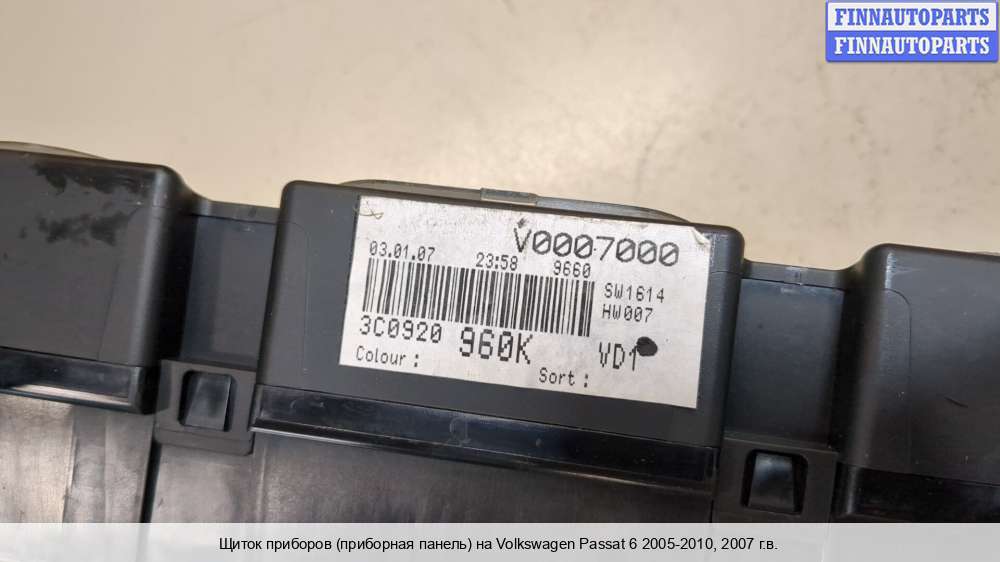 FINNAUTOPARTS
FINNAUTOPARTS
V0007000
03.01.07 23:58 9660
SW1614
HW007
3C0920 960K VD1
Colour :
Sort :
Щиток приборов (приборная панель) на Volkswagen Passat 6 2005-2010, 2007 г.в.